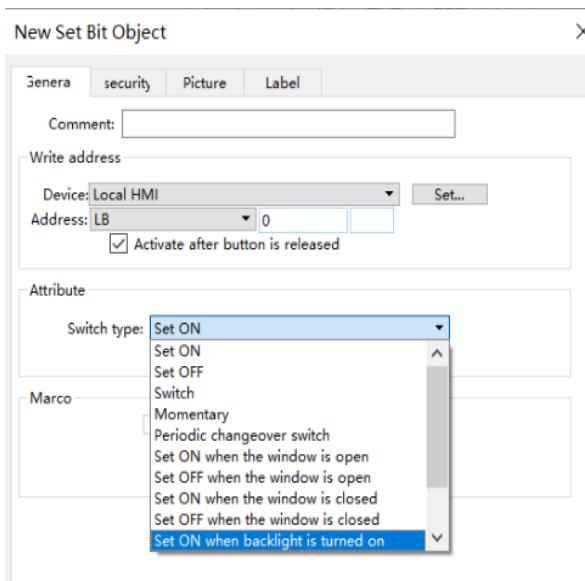 New Set Bit Object
Genera security Picture Label
Comment:
Write address
Device: Local HMI Set...
Address: LB 0
Activate after button is released
Attribute
Switch type: Set ON
Set ON
Set OFF
Switch
Momentary
Periodic changeover switch
Set ON when the window is open
Set OFF when the window is open
Set ON when the window is closed
Set OFF when the window is closed
Set ON when backlight is turned on
Marco